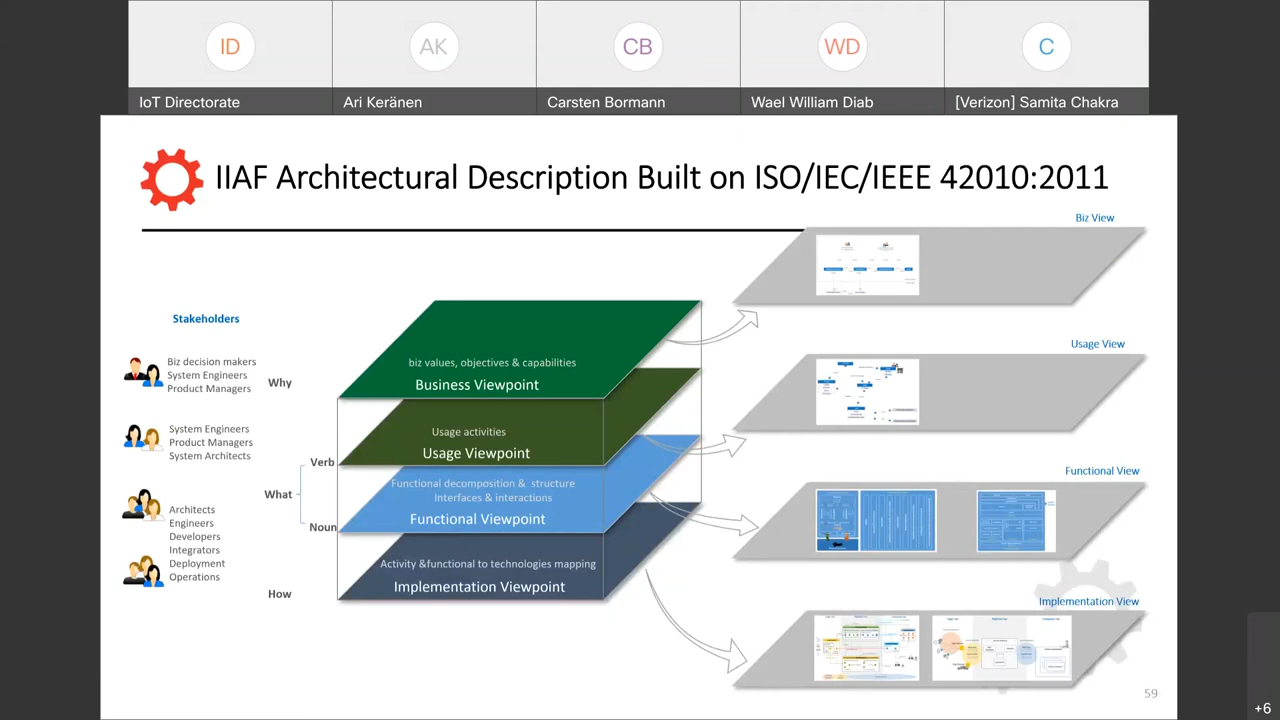 ID
AK
CB
WD
C
IoT Directorate
Ari Keränen
Carsten Bormann
Wael William Diab
[Verizon] Samita Chakra
IIAF Architectural Description Built on ISO/IEC/IEEE 42010:2011
Biz View
Stakeholders
Biz decision makers
System Engineers
Product Managers
Why
biz values, objectives & capabilities
Business Viewpoint
Usage View
System Engineers
Product Managers
System Architects
Verb
Usage activities
Usage Viewpoint
What
Functional decomposition & structure
Interfaces & interactions
Functional Viewpoint
Noun
Functional View
Architects
Engineers
Developers
Integrators
Deployment
Operations
How
Activity &functional to technologies mapping
Implementation Viewpoint
Implementation View
59
+6